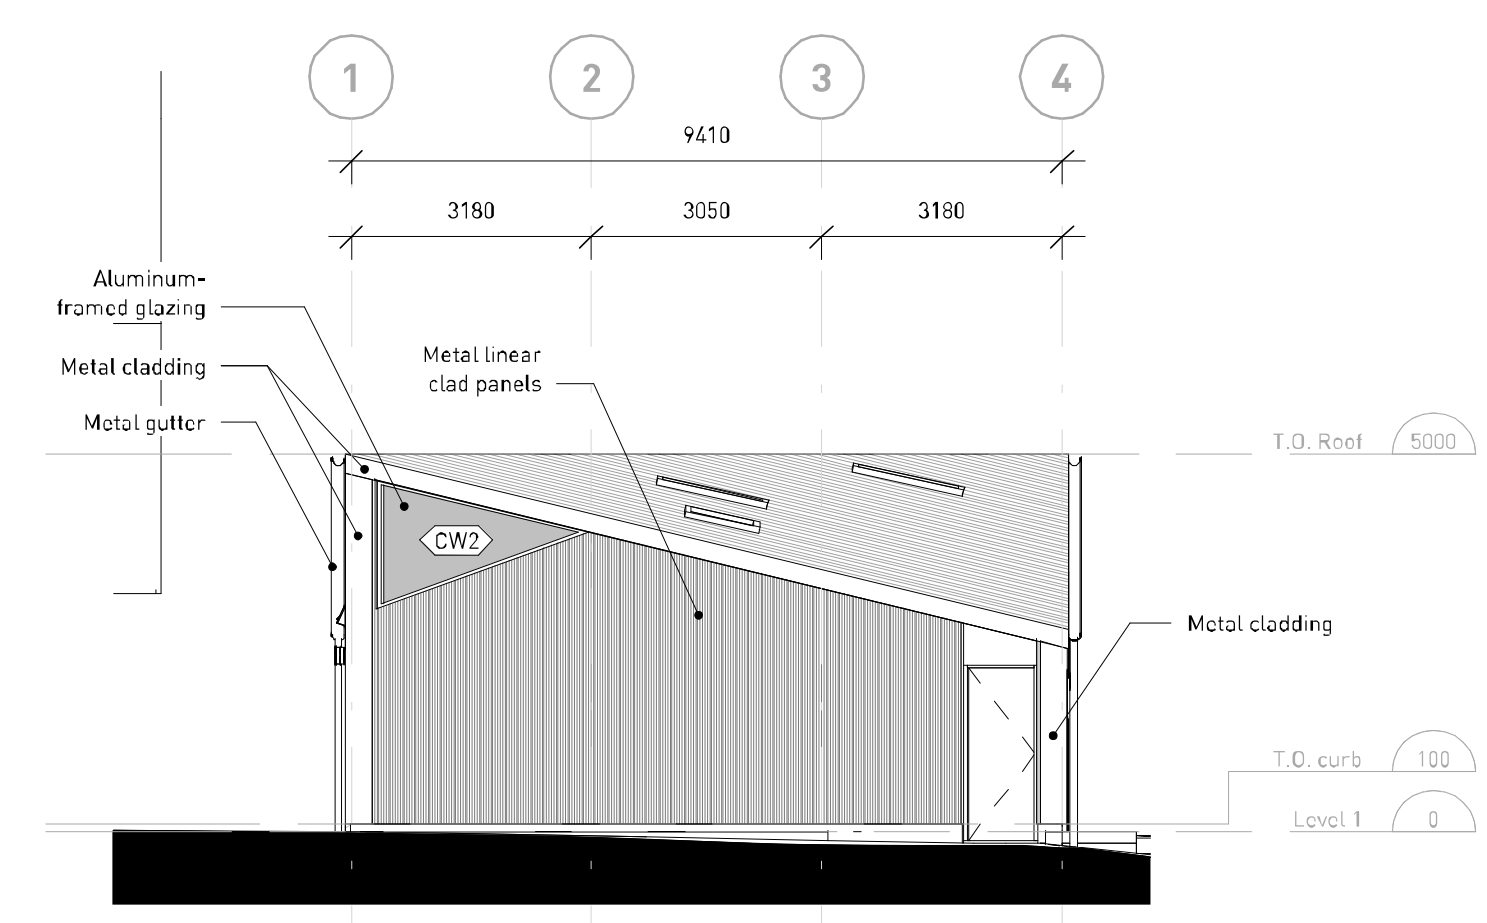 1 2 3 4
9410
3180 3050 3180
Aluminum-
framed glazing
Metal linear
clad panels
Metal cladding
Metal gutter
T.O. Roof 5000
CW2
Metal cladding
T.O. curb 100
Level 1 0